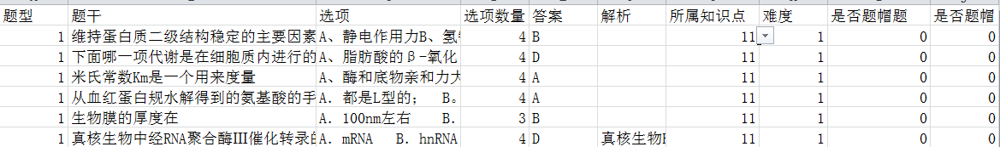 题型 题干 选项 选项数量 答案 解析 所属知识点 难度 是否题帽题 是否题帽
1 维持蛋白质二级结构稳定的主要因素 A、静电作用力B、氢 4 B 11 1 0 0
1 下面哪一项代谢是在细胞质内进行的 A、脂肪酸的β-氧化 4 D 11 1 0 0
1 米氏常数Km是一个用来度量 A、酶和底物亲和力大 4 A 11 1 0 0
1 从血红蛋白规水解得到的氨基酸的手 A．都是L型的； B。 4 A 11 1 0 0
1 生物膜的厚度在 A．100nm左右 B． 3 B 11 1 0 0
1 真核生物中经RNA聚合酶Ⅲ催化转录的 A．mRNA B．hnRNA 4 D 真核生物 11 1 0 0